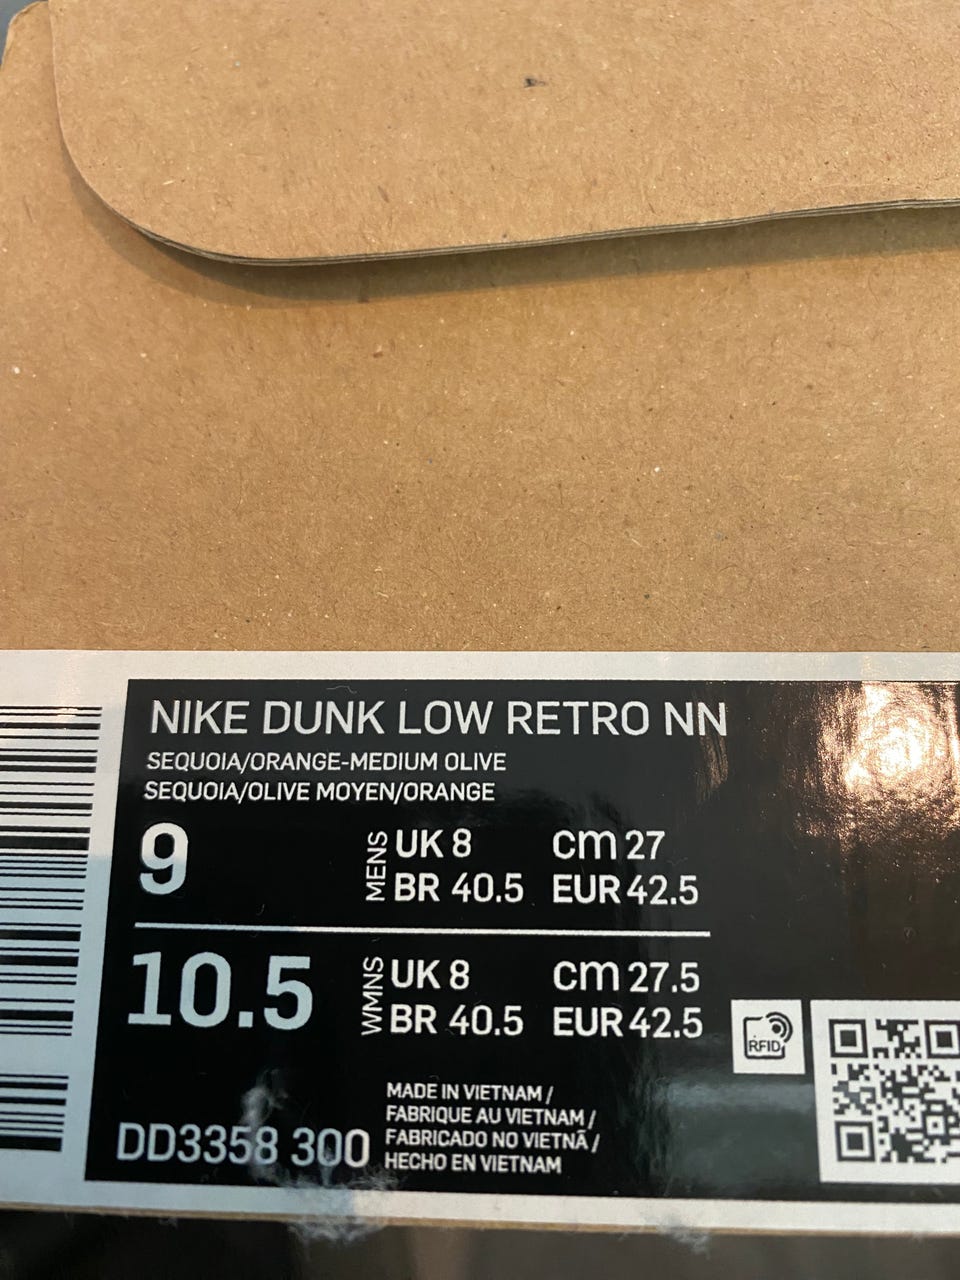 NIKE DUNK LOW RETRO NN
SEQUOIA/ORANGE-MEDIUM OLIVE
SEQUOIA/OLIVE MOYEN/ORANGE
9
MENS
UK 8 CM 27
BR 40.5 EUR 42.5
10.5
WMNS
UK 8 CM 27.5
BR 40.5 EUR 42.5
RFID
MADE IN VIETNAM /
FABRIQUE AU VIETNAM /
FABRICADO NO VIETNÃ /
HECHO EN VIETNAM
DD3358 300